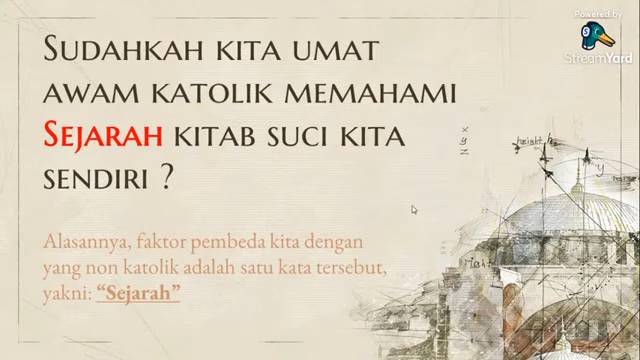 Powered by
StreamYard
SUDAHKAH KITA UMAT
AWAM KATOLIK MEMAHAMI
SEJARAH KITAB SUCI KITA
SENDIRI ?
Alasannya, faktor pembeda kita dengan
yang non katolik adalah satu kata tersebut,
yakni: “Sejarah”